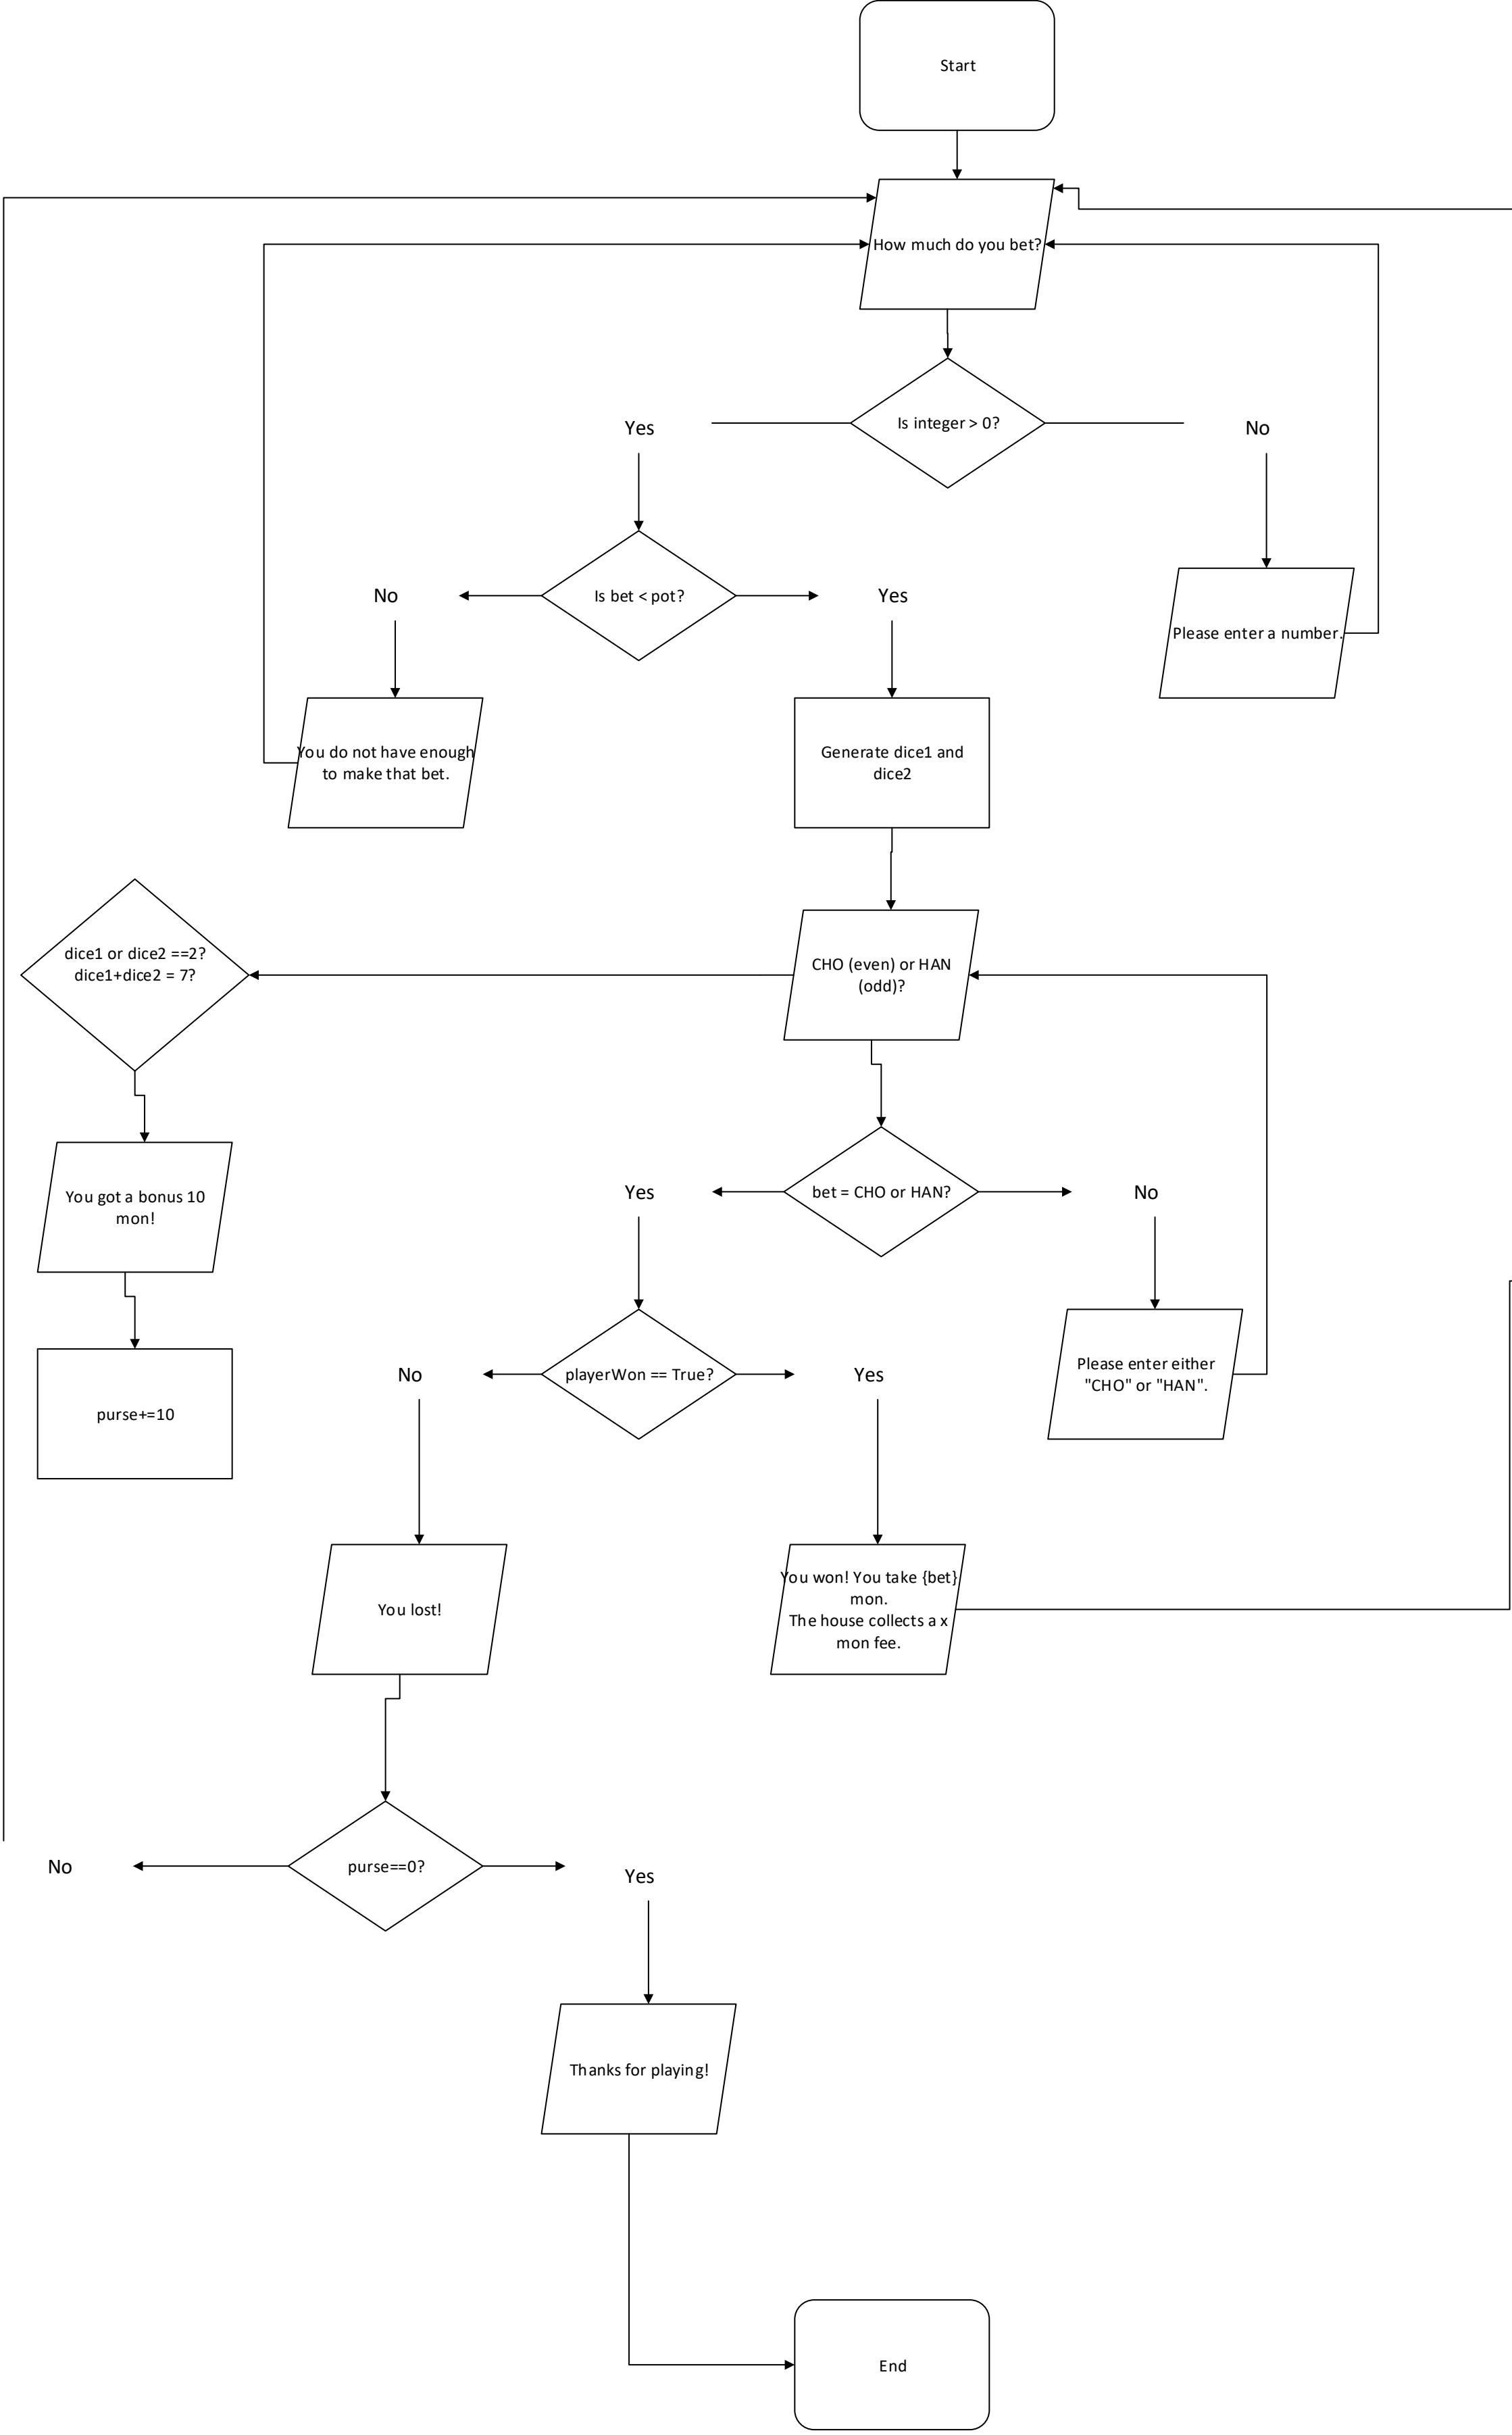 Start
How much do you bet?
Is integer > 0?
Yes
No
Is bet < pot?
No
Yes
Please enter a number.
You do not have enough
to make that bet.
Generate dice1 and
dice2
dice1 or dice2 ==2?
dice1+dice2 = 7?
CHO (even) or HAN
(odd)?
You got a bonus 10
mon!
Yes
bet = CHO or HAN?
No
No
playerWon == True?
Yes
Please enter either
"CHO" or "HAN".
purse+=10
You lost!
You won! You take {bet}
mon.
The house collects a x
mon fee.
No
purse==0?
Yes
Thanks for playing!
End